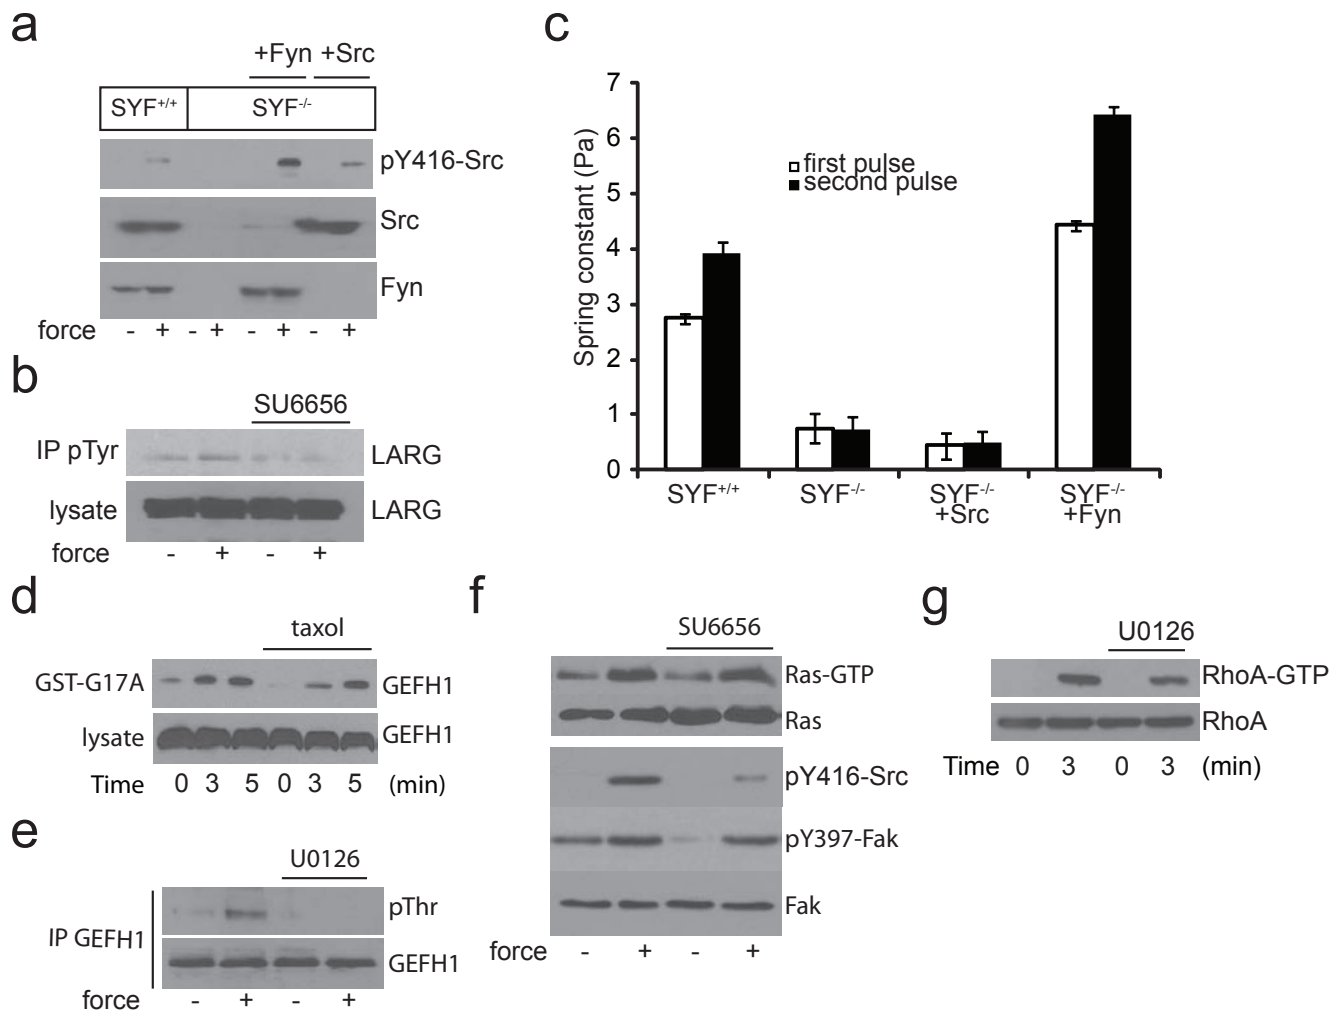 a
+Fyn +Src
SYF+/+ SYF-/-
pY416-Src
Src
Fyn
force - + - + - + - +
b
SU6656
IP pTyr LARG
lysate LARG
force - + - +
c
Spring constant (Pa)
7
6
5
4
3
2
1
0
first pulse
second pulse
SYF+/+ SYF-/- SYF-/- SYF-/-
+Src +Fyn
d
taxol
GST-G17A GEFH1
lysate GEFH1
Time 0 3 5 0 3 5 (min)
e
U0126
IP GEFH1
pThr
GEFH1
force - + - +
f
SU6656
Ras-GTP
Ras
pY416-Src
pY397-Fak
Fak
force - + - +
g
U0126
RhoA-GTP
RhoA
Time 0 3 0 3 (min)